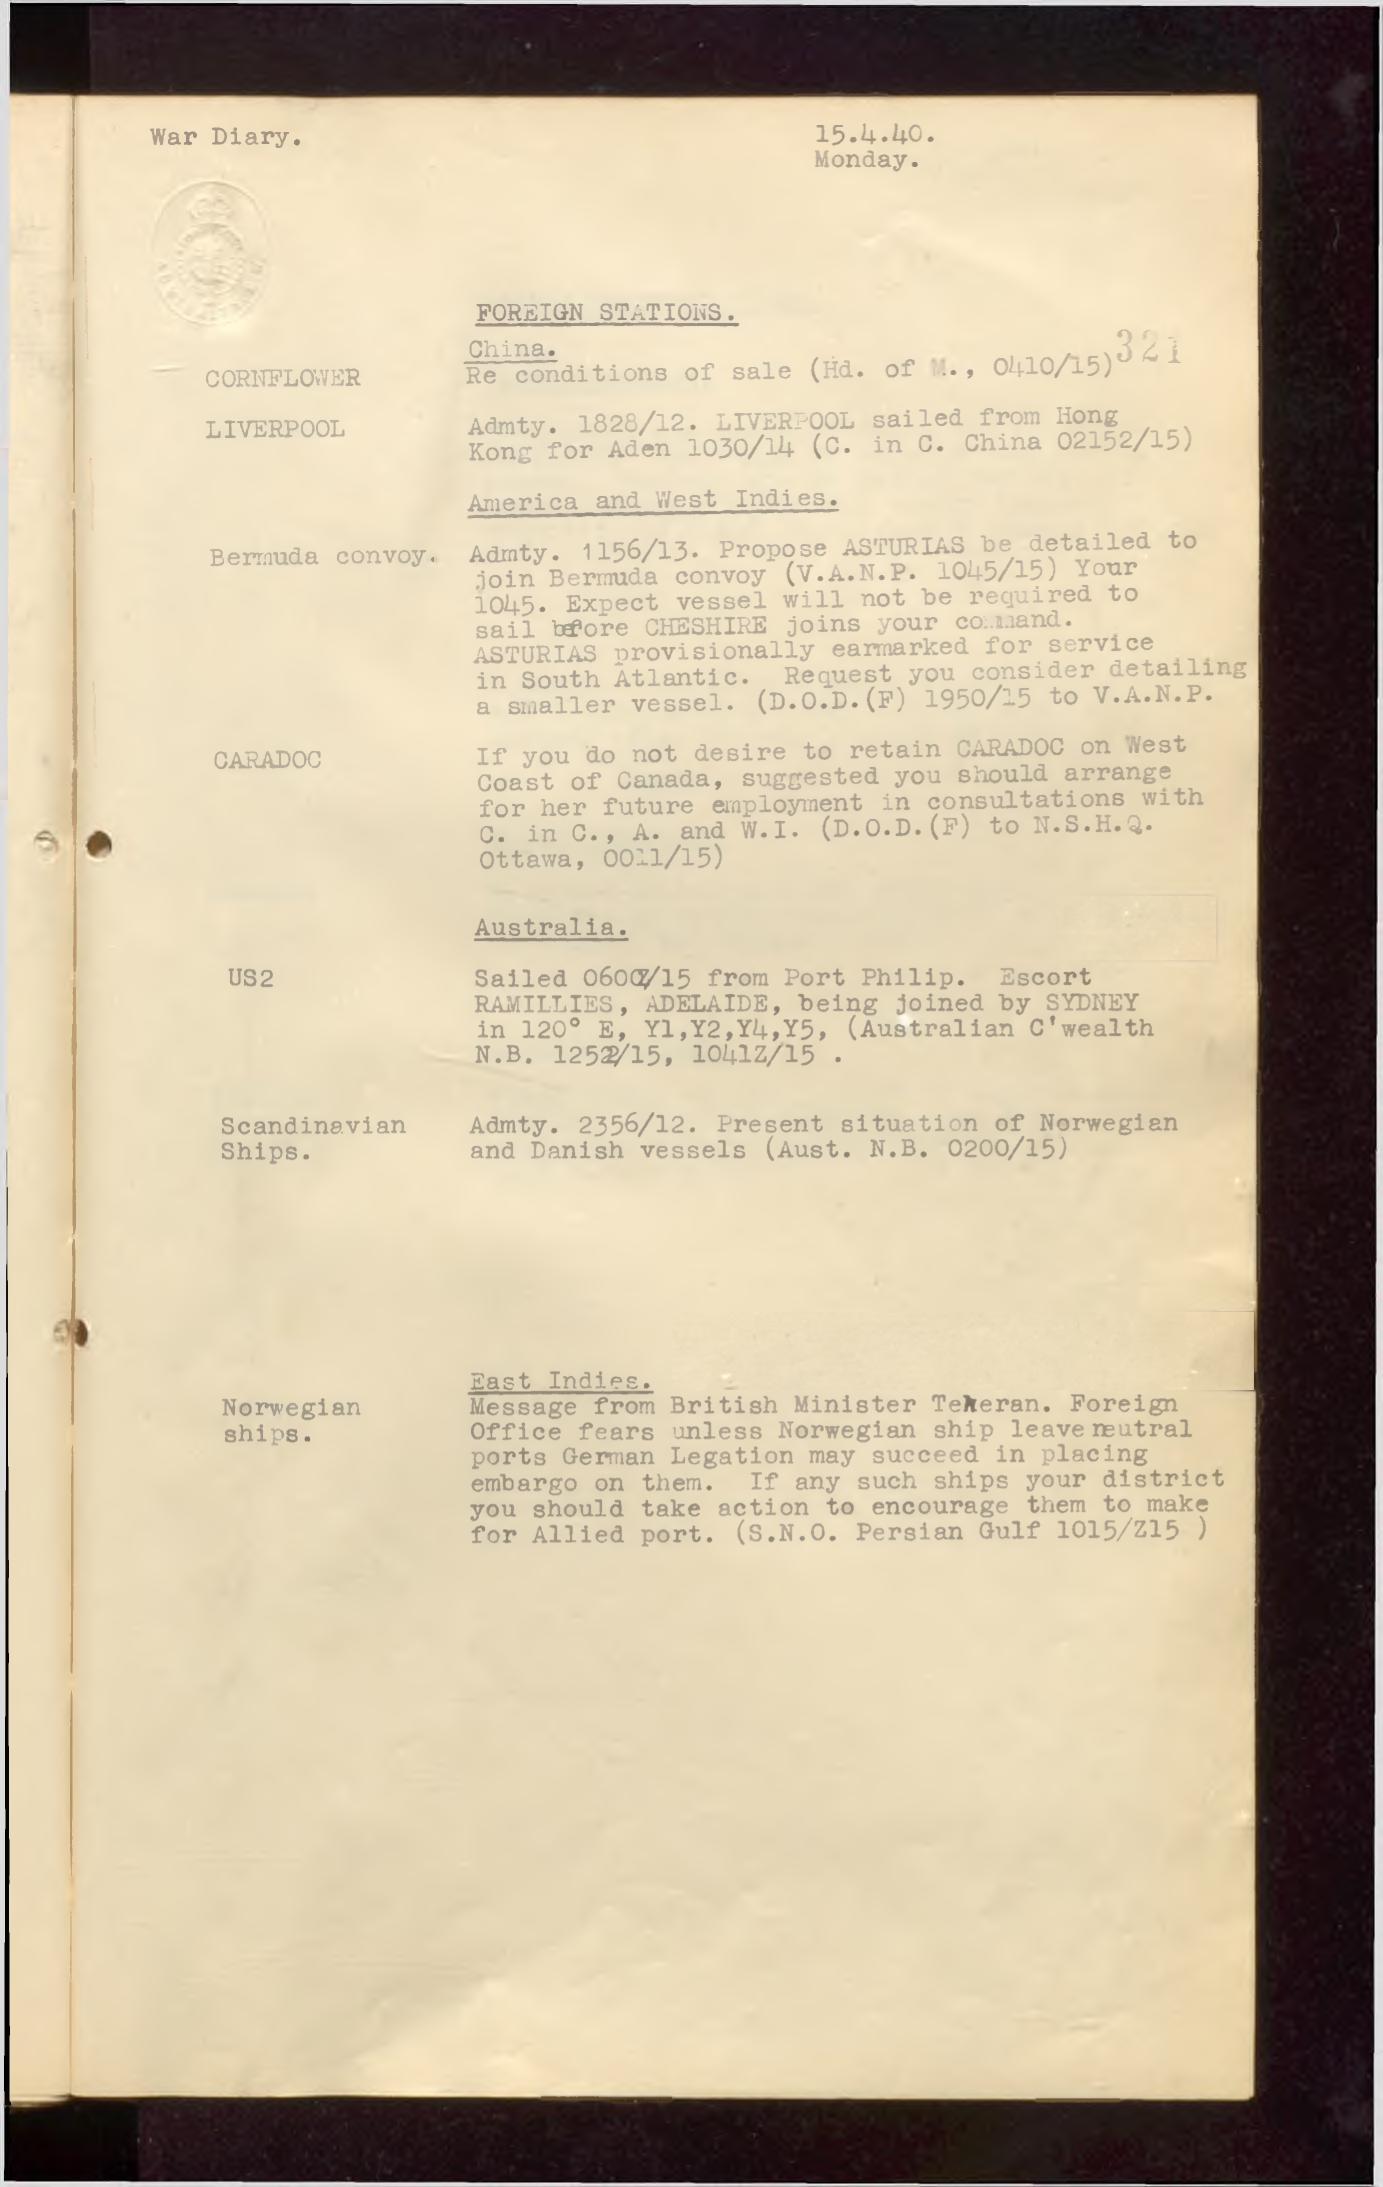 War Diary.
15.4.40.
Monday.
FOREIGN STATIONS.
321
China.
CORNFLOWER Re conditions of sale (Hd. of M., 0410/15)
LIVERPOOL Admty. 1828/12. LIVERPOOL sailed from Hong
Kong for Aden 1030/14 (C. in C. China 02152/15)
America and West Indies.
Bermuda convoy. Admty. 1156/13. Propose ASTURIAS be detailed to
join Bermuda convoy (V.A.N.P. 1045/15) Your
1045. Expect vessel will not be required to
sail before CHESHIRE joins your command.
ASTURIAS provisionally earmarked for service
in South Atlantic. Request you consider detailing
a smaller vessel. (D.O.D.(F) 1950/15 to V.A.N.P.
CARADOC If you do not desire to retain CARADOC on West
Coast of Canada, suggested you should arrange
for her future employment in consultations with
C. in C., A. and W.I. (D.O.D.(F) to N.S.H.Q.
Ottawa, 0011/15)
Australia.
US2 Sailed 0600Z/15 from Port Philip. Escort
RAMILLIES, ADELAIDE, being joined by SYDNEY
in 120° E, Y1,Y2,Y4,Y5, (Australian C'wealth
N.B. 1252/15, 1041Z/15 .
Scandinavian Admty. 2356/12. Present situation of Norwegian
Ships. and Danish vessels (Aust. N.B. 0200/15)
East Indies.
Norwegian Message from British Minister Teheran. Foreign
ships. Office fears unless Norwegian ship leave neutral
ports German Legation may succeed in placing
embargo on them. If any such ships your district
you should take action to encourage them to make
for Allied port. (S.N.O. Persian Gulf 1015/Z15 )